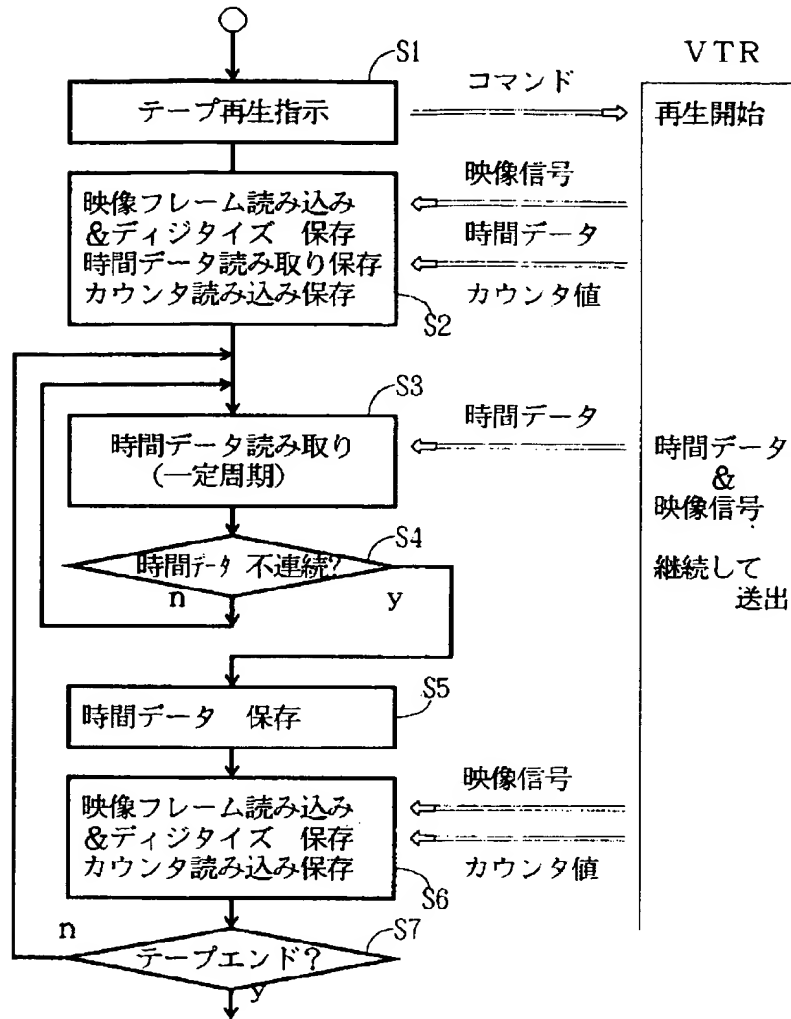 S1
VTR
コマンド
テープ再生指示
再生開始
映像信号
映像フレーム読み込み
&ディジタイズ 保存
時間データ
時間データ読み取り保存
カウンタ読み込み保存
カウンタ値
S2
S3
時間データ
時間データ読み取り
(一定周期)
時間データ
&
映像信号
継続して
送出
S4
時間データ 不連続?
n
y
S5
時間データ 保存
映像信号
映像フレーム読み込み
&ディジタイズ 保存
カウンタ読み込み保存
カウンタ値
S6
n
S7
テープエンド?
y